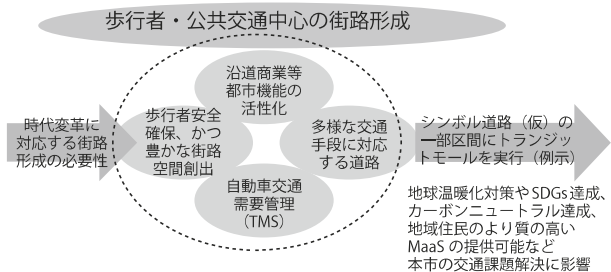 歩行者・公共交通中心の街路形成
沿道商業等
都市機能の
活性化
時代変革に
対応する街路
形成の必要性
歩行者安全
確保、かつ
豊かな街路
空間創出
多様な交通
手段に対応
する道路
自動車交通
需要管理
（TMS）
シンボル道路（仮）の
一部区間にトランジッ
トモールを実行（例示）
地球温暖化対策やSDGs達成、
カーボンニュートラル達成、
地域住民のより質の高い
MaaS の提供可能など
本市の交通課題解決に影響